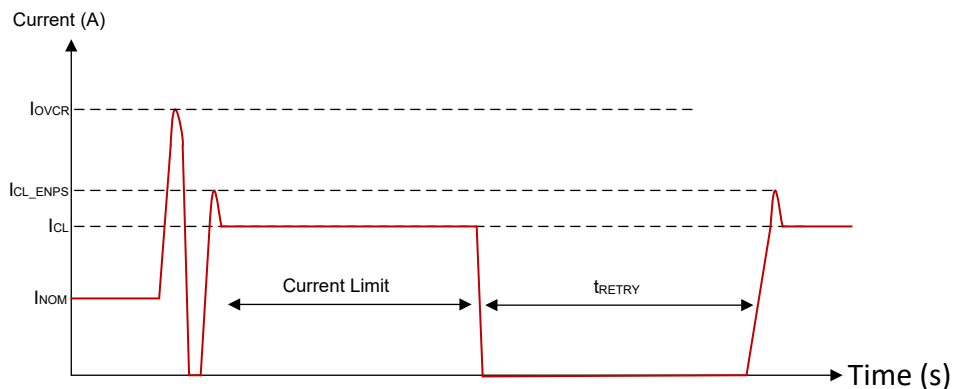 Current (A)
IOVCR
ICL_ENPS
ICL
INOM
Current Limit
tRETRY
Time (s)